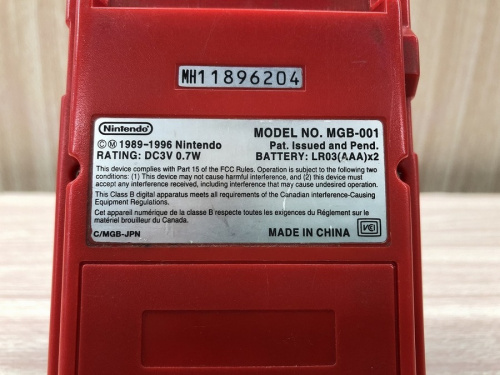 MH11896204
Nintendo
©Ⓜ 1989-1996 Nintendo
MODEL NO. MGB-001
Pat. Issued and Pend.
RATING: DC3V 0.7W
BATTERY: LR03(AAA)x2
This device complies with Part 15 of the FCC Rules. Operation is subject to the following two
conditions: (1) This device may not cause harmful interference, and (2) this device must
accept any interference received, including interference that may cause undesired operation.
This Class B digital apparatus meets all requirements of the Canadian Interference-Causing
Equipment Regulations.
Cet appareil numérique de la classe B respecte toutes les exigences du Réglement sur le
matériel brouilleur du Canada.
C/MGB-JPN
MADE IN CHINA
VCI